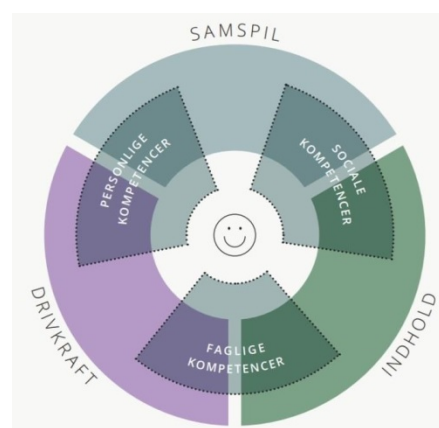 SAMSPIL
PERSONLIGE
KOMPETENCER
SOCIALE
KOMPETENCER
DRIVKRAFT
FAGLIGE
KOMPETENCER
INDHOLD